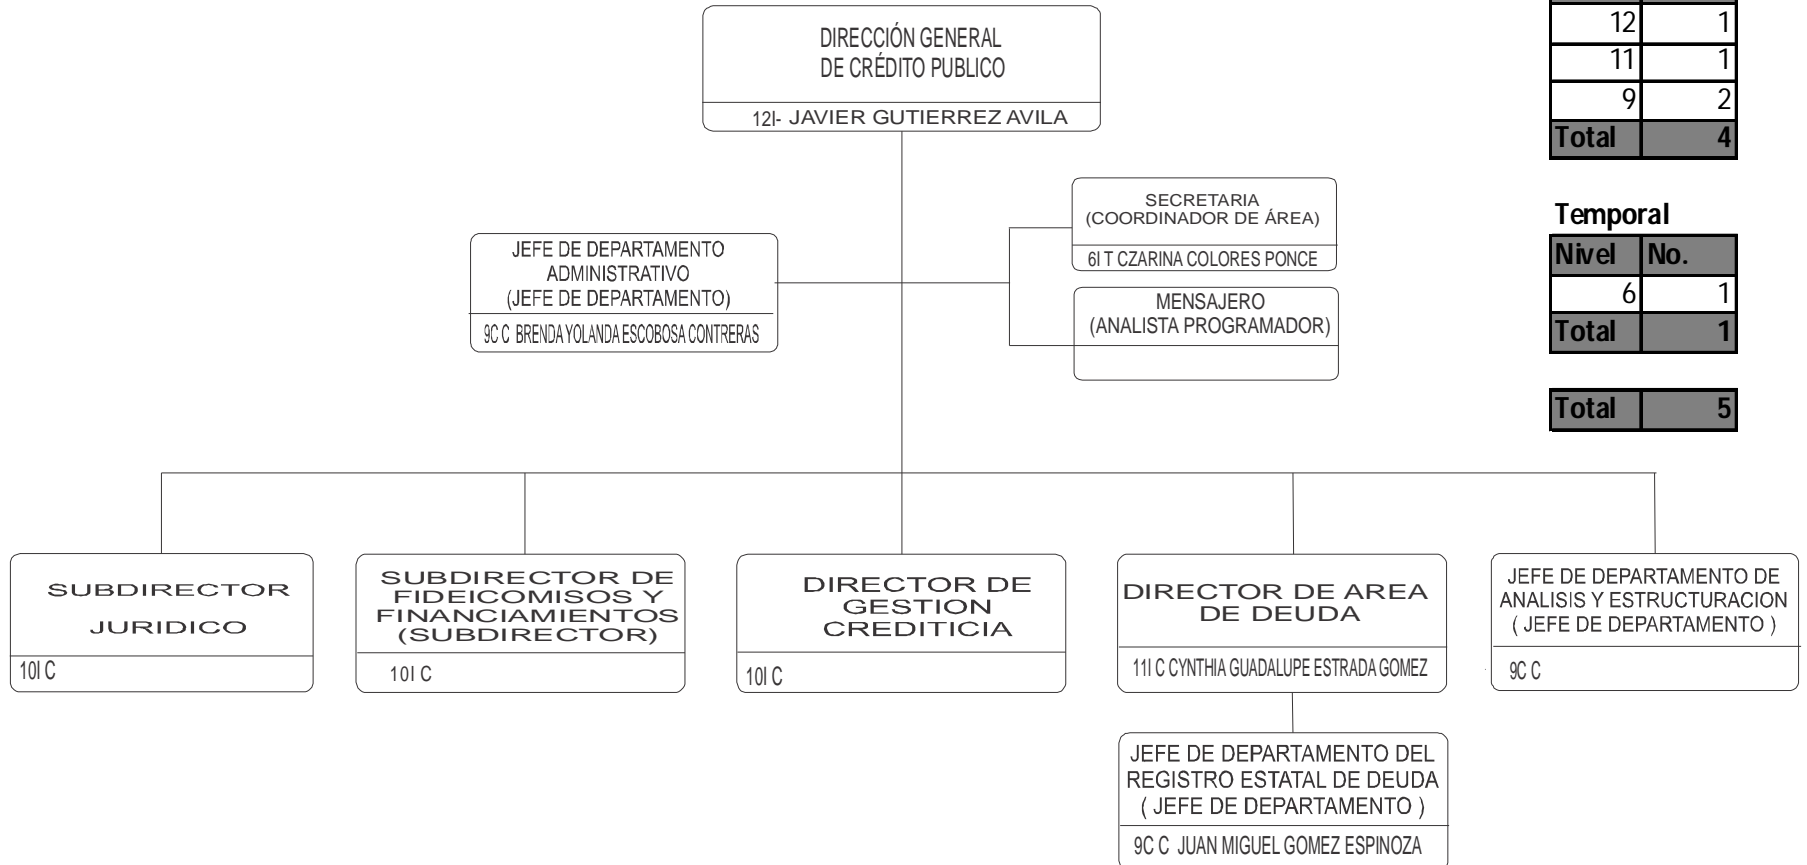 DIRECCIÓN GENERAL
DE CRÉDITO PUBLICO
12I- JAVIER GUTIERREZ AVILA
12 1
11 1
9 2
Total 4
SECRETARIA
(COORDINADOR DE ÁREA)
6I T CZARINA COLORES PONCE
MENSAJERO
(ANALISTA PROGRAMADOR)
JEFE DE DEPARTAMENTO
ADMINISTRATIVO
(JEFE DE DEPARTAMENTO)
9C C BRENDA YOLANDA ESCOBOSA CONTRERAS
Temporal
Nivel No.
6 1
Total 1
Total 5
SUBDIRECTOR
JURIDICO
10I C
SUBDIRECTOR DE
FIDEICOMISOS Y
FINANCIAMIENTOS
(SUBDIRECTOR)
10I C
DIRECTOR DE
GESTION
CREDITICIA
10I C
DIRECTOR DE AREA
DE DEUDA
11I C CYNTHIA GUADALUPE ESTRADA GOMEZ
JEFE DE DEPARTAMENTO DE
ANALISIS Y ESTRUCTURACION
( JEFE DE DEPARTAMENTO )
9C C
JEFE DE DEPARTAMENTO DEL
REGISTRO ESTATAL DE DEUDA
( JEFE DE DEPARTAMENTO )
9C C JUAN MIGUEL GOMEZ ESPINOZA